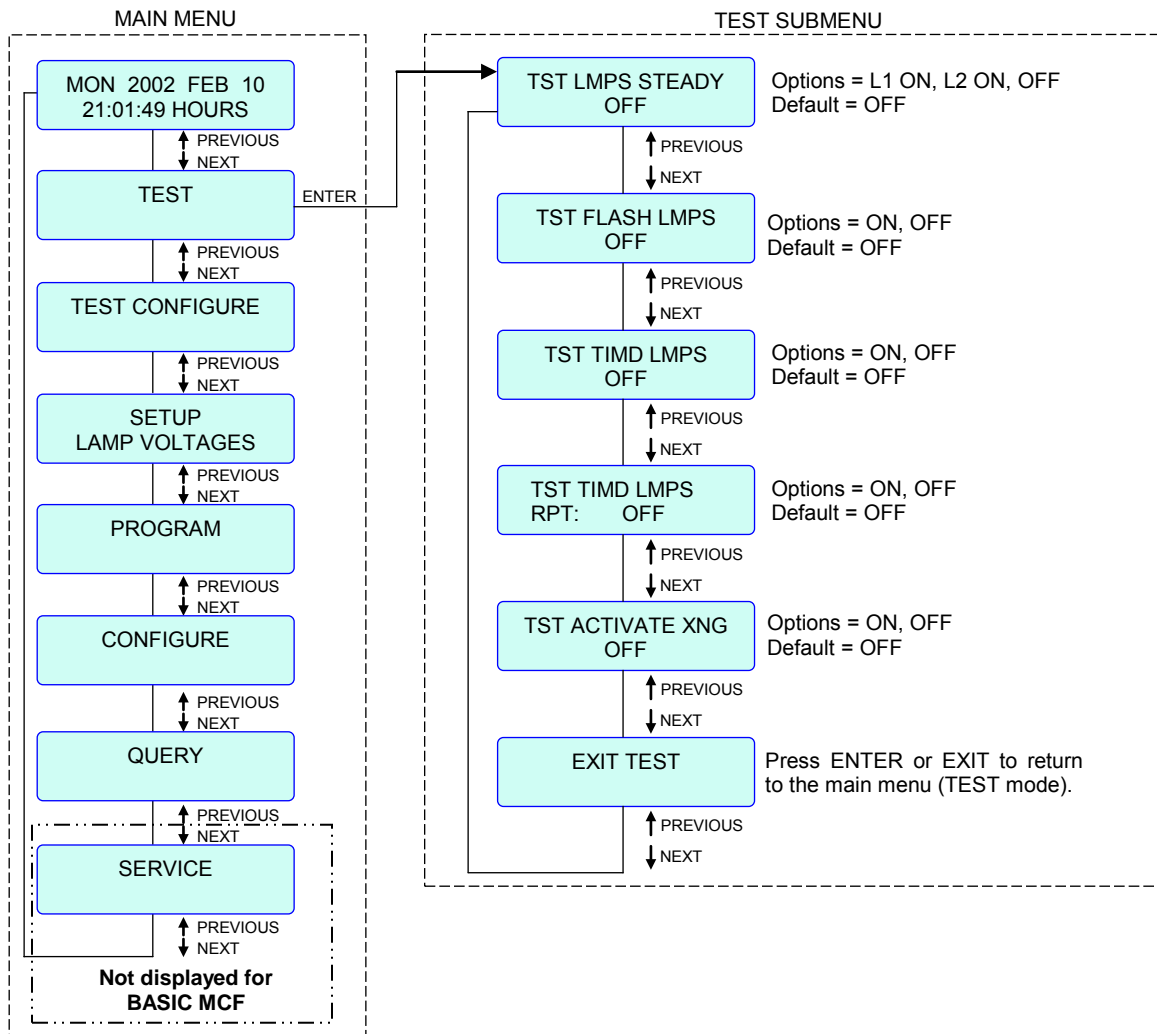 MAIN MENU
MON 2002 FEB 10
21:01:49 HOURS
PREVIOUS
NEXT
TEST
ENTER
PREVIOUS
NEXT
TEST CONFIGURE
PREVIOUS
NEXT
SETUP
LAMP VOLTAGES
PREVIOUS
NEXT
PROGRAM
PREVIOUS
NEXT
CONFIGURE
PREVIOUS
NEXT
QUERY
PREVIOUS
NEXT
SERVICE
PREVIOUS
NEXT
Not displayed for
BASIC MCF
TEST SUBMENU
TST LMPS STEADY
OFF
Options = L1 ON, L2 ON, OFF
Default = OFF
PREVIOUS
NEXT
TST FLASH LMPS
OFF
Options = ON, OFF
Default = OFF
PREVIOUS
NEXT
TST TIMD LMPS
OFF
Options = ON, OFF
Default = OFF
PREVIOUS
NEXT
TST TIMD LMPS
RPT: OFF
Options = ON, OFF
Default = OFF
PREVIOUS
NEXT
TST ACTIVATE XNG
OFF
Options = ON, OFF
Default = OFF
PREVIOUS
NEXT
EXIT TEST
Press ENTER or EXIT to return
to the main menu (TEST mode).
PREVIOUS
NEXT